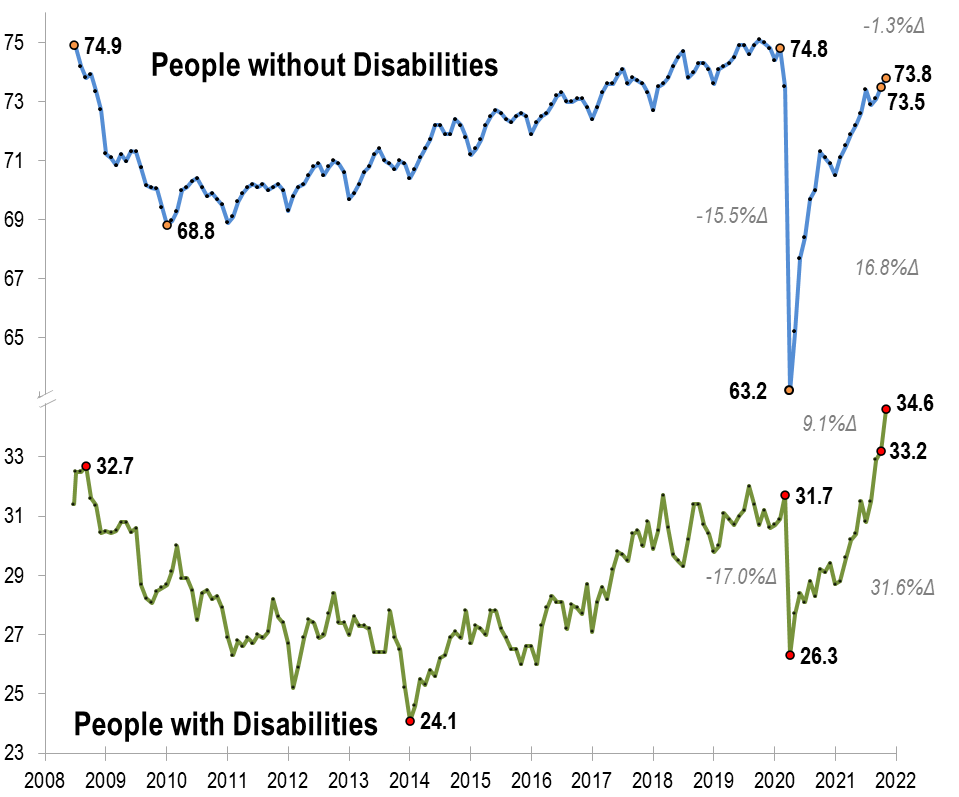 -1.3%Δ
75
74.9
People without Disabilities
74.8
73.8
73.5
73
71
69
68.8
-15.5%Δ
16.8%Δ
67
65
63.2
34.6
9.1%Δ
33.2
33
32.7
31.7
31
29
-17.0%Δ
31.6%Δ
27
26.3
25
24.1
People with Disabilities
23
2008 2009 2010 2011 2012 2013 2014 2015 2016 2017 2018 2019 2020 2021 2022